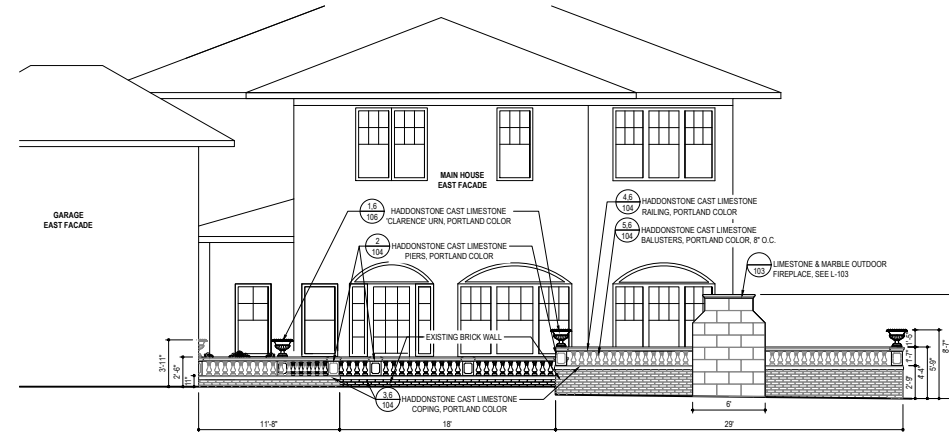 MAIN HOUSE
EAST FACADE
GARAGE
EAST FACADE
1,6
106
HADDONSTONE CAST LIMESTONE
'CLARENCE' URN, PORTLAND COLOR
2
104
HADDONSTONE CAST LIMESTONE
PIERS, PORTLAND COLOR
4,6
104
HADDONSTONE CAST LIMESTONE
RAILING, PORTLAND COLOR
5,6
104
HADDONSTONE CAST LIMESTONE
BALUSTERS, PORTLAND COLOR, 8" O.C.
103
LIMESTONE & MARBLE OUTDOOR
FIREPLACE, SEE L-103
EXISTING BRICK WALL
3,6
104
HADDONSTONE CAST LIMESTONE
COPING, PORTLAND COLOR
3'-11"
2'-6"
11"
1'-5"
1'-7"
2'-9"
4'-4"
5'-9"
8'-7"
6'
11'-8"
18'
29'